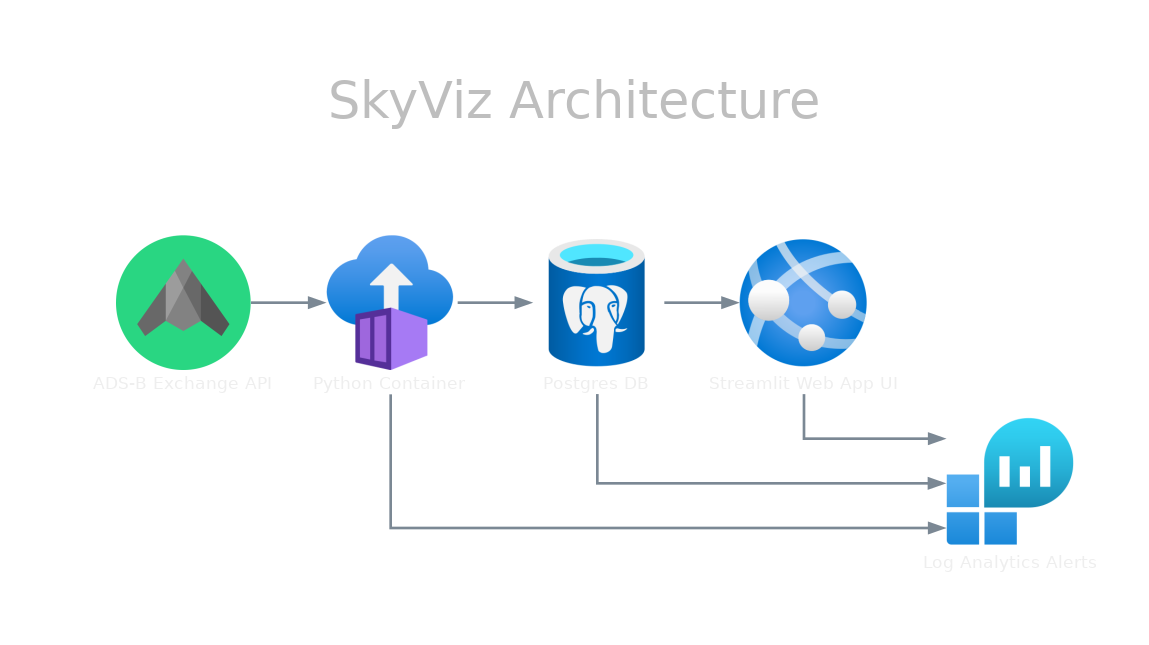 SkyViz Architecture
ADS-B Exchange API
Python Container
Postgres DB
Streamlit Web App UI
Log Analytics Alerts